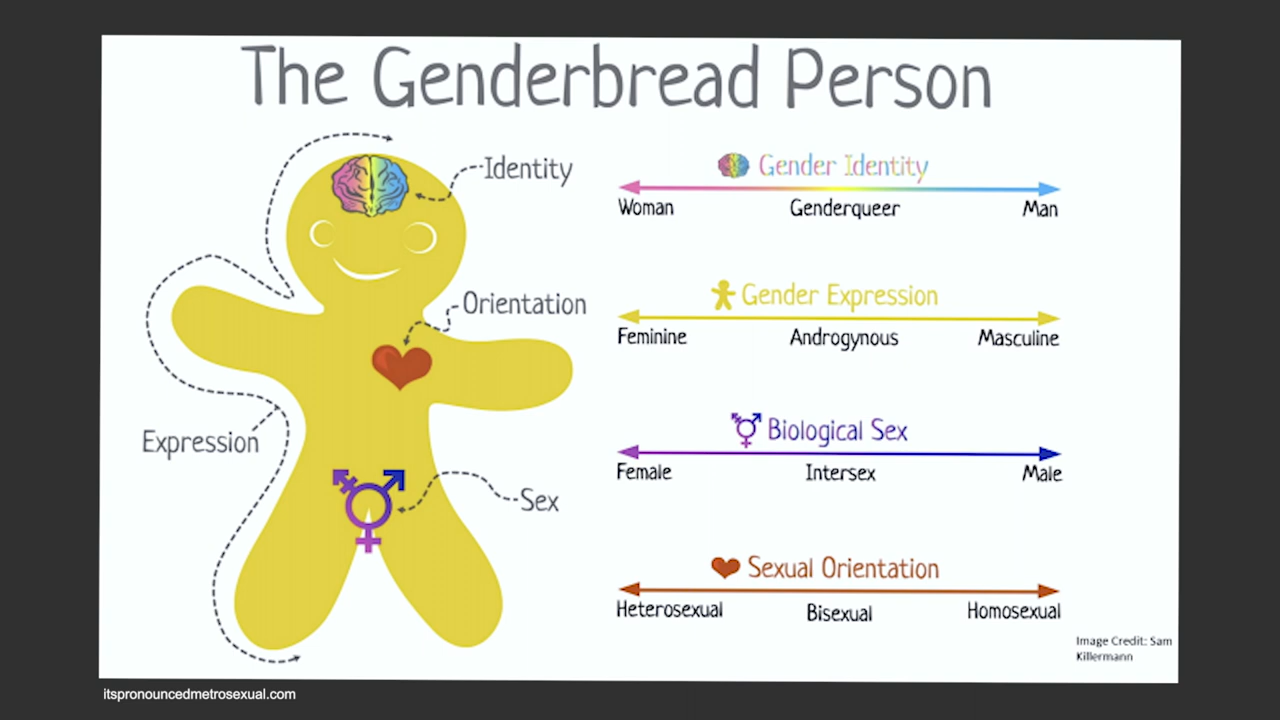 The Genderbread Person
Identity
Orientation
Expression
Sex
Gender Identity
Woman Genderqueer Man
Gender Expression
Feminine Androgynous Masculine
Biological Sex
Female Intersex Male
Sexual Orientation
Heterosexual Bisexual Homosexual
Image Credit: Sam
Killermann
itspronouncedmetrosexual.com